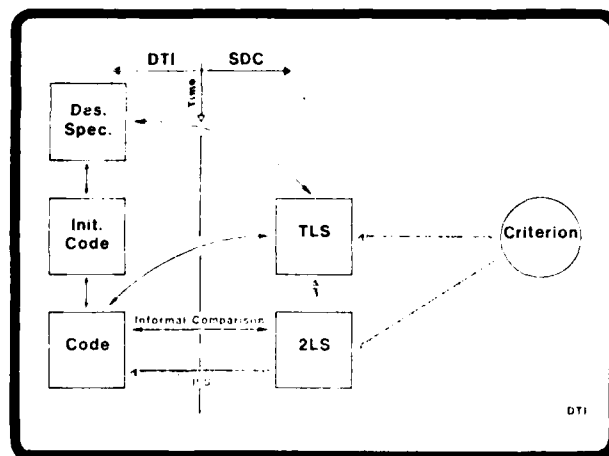 DTI SDC
Time
Des.
Spec.
Init.
Code
TLS
Criterion
Informal Comparison
Code
2LS
DTI